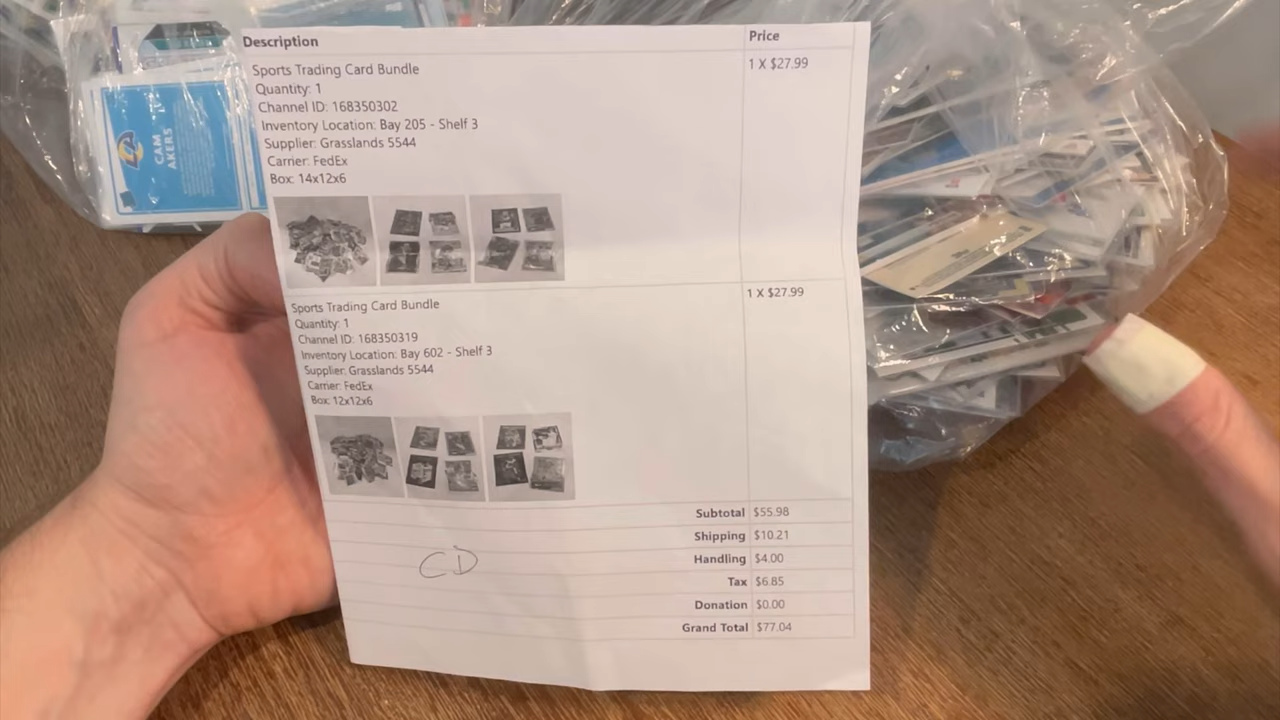 Description Price
Sports Trading Card Bundle 1 X $27.99
Quantity: 1
Channel ID: 168350302
Inventory Location: Bay 205 - Shelf 3
Supplier: Grasslands 5544
Carrier: FedEx
Box: 14x12x6
Sports Trading Card Bundle 1 X $27.99
Quantity: 1
Channel ID: 168350319
Inventory Location: Bay 602 - Shelf 3
Supplier: Grasslands 5544
Carrier: FedEx
Box: 12x12x6
Subtotal $55.98
Shipping $10.21
Handling $4.00
Tax $6.85
Donation $0.00
Grand Total $77.04
CD
CAM
AKERS